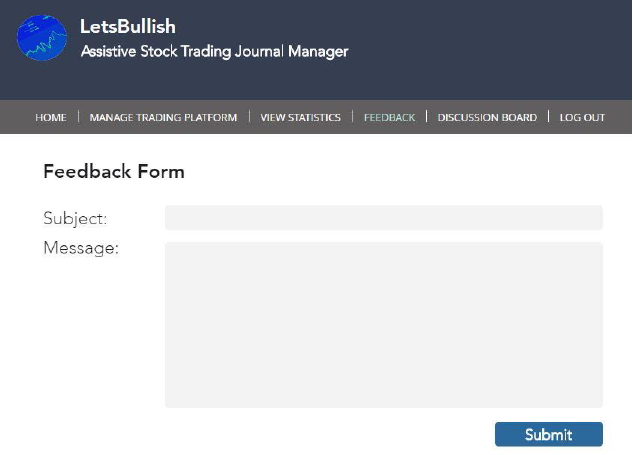 LetsBullish
Assistive Stock Trading Journal Manager
HOME | MANAGE TRADING PLATFORM | VIEW STATISTICS | FEEDBACK | DISCUSSION BOARD | LOG OUT
Feedback Form
Subject:
Message:
Submit